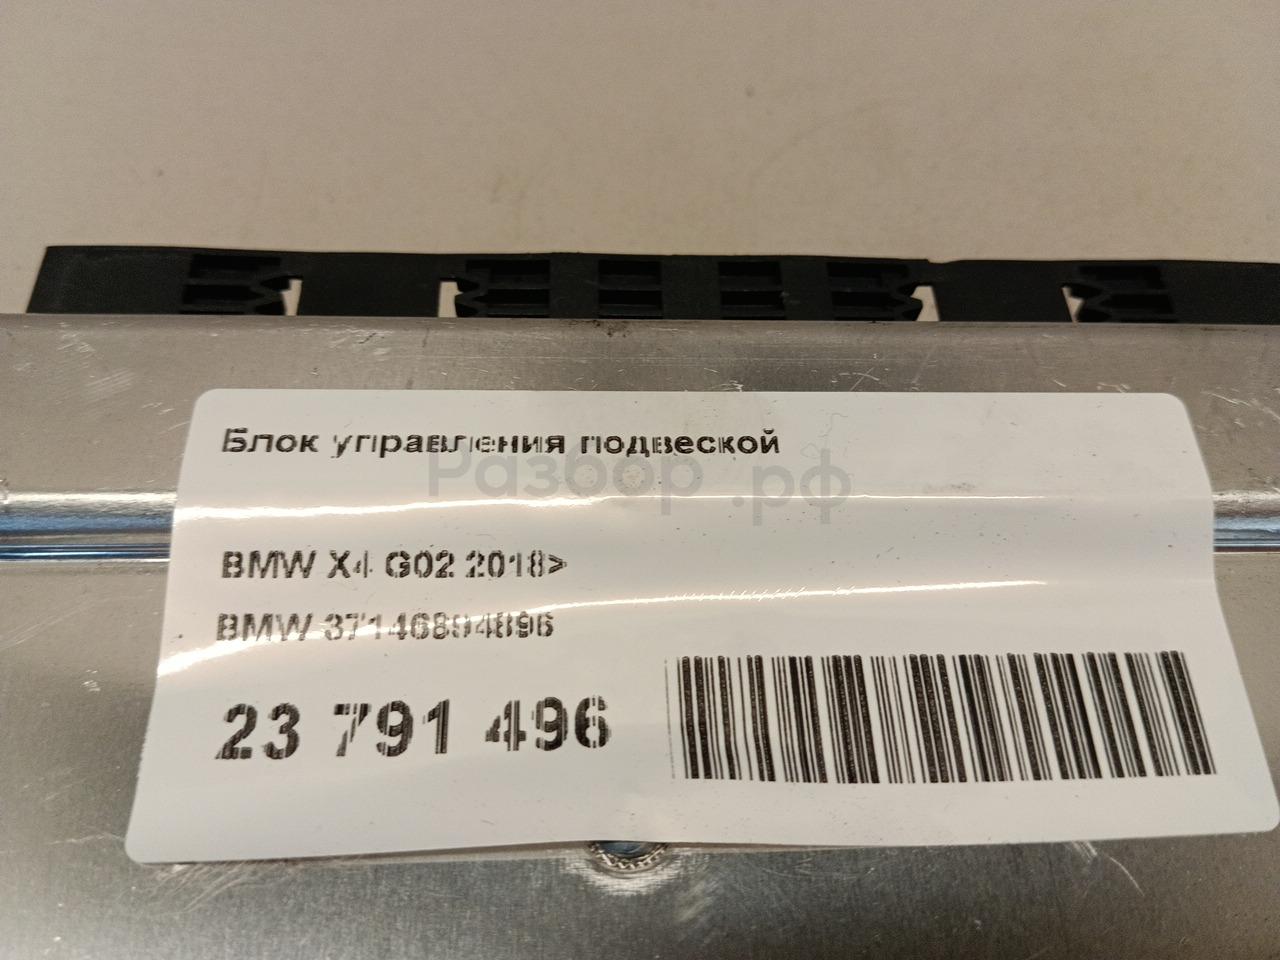 Блок управления подвеской
Разбор.рф
BMW X4 G02 2018>
BMW 37146894896
23 791 496